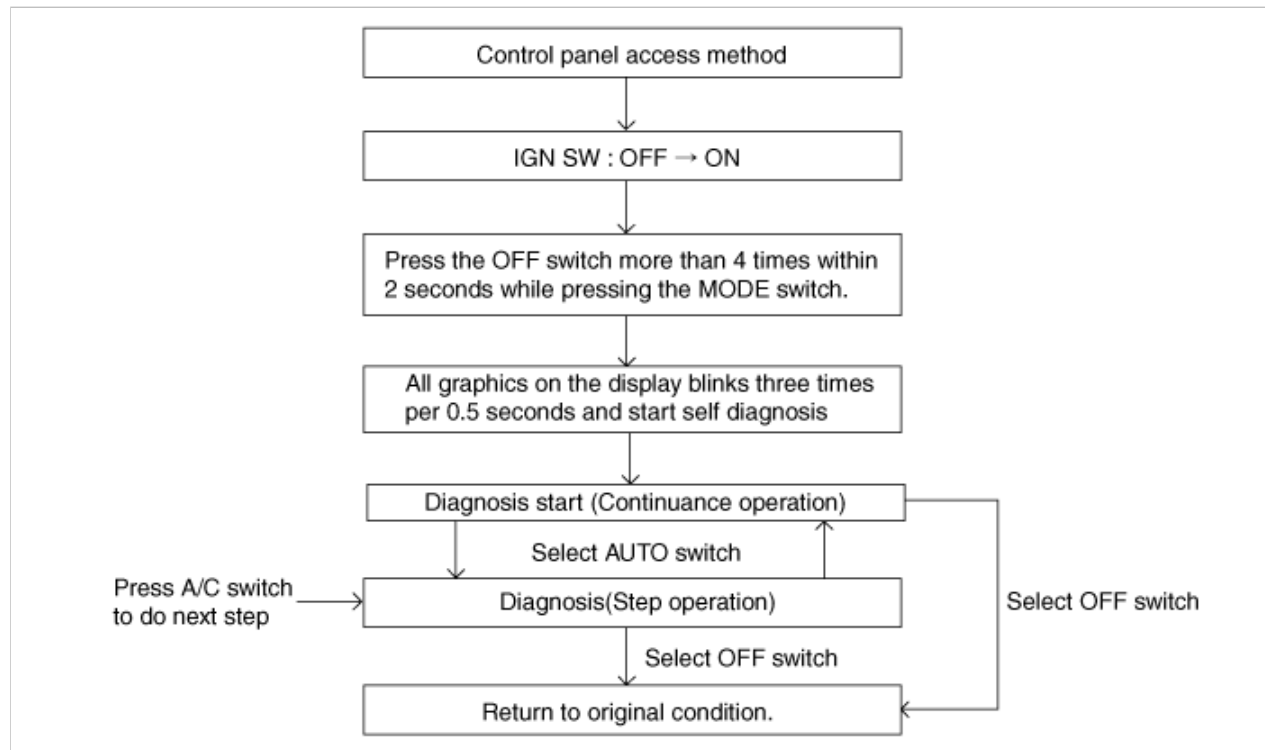 Control panel access method
IGN SW : OFF → ON
Press the OFF switch more than 4 times within
2 seconds while pressing the MODE switch.
All graphics on the display blinks three times
per 0.5 seconds and start self diagnosis
Diagnosis start (Continuance operation)
Select AUTO switch
Press A/C switch
to do next step
Diagnosis(Step operation)
Select OFF switch
Select OFF switch
Return to original condition.